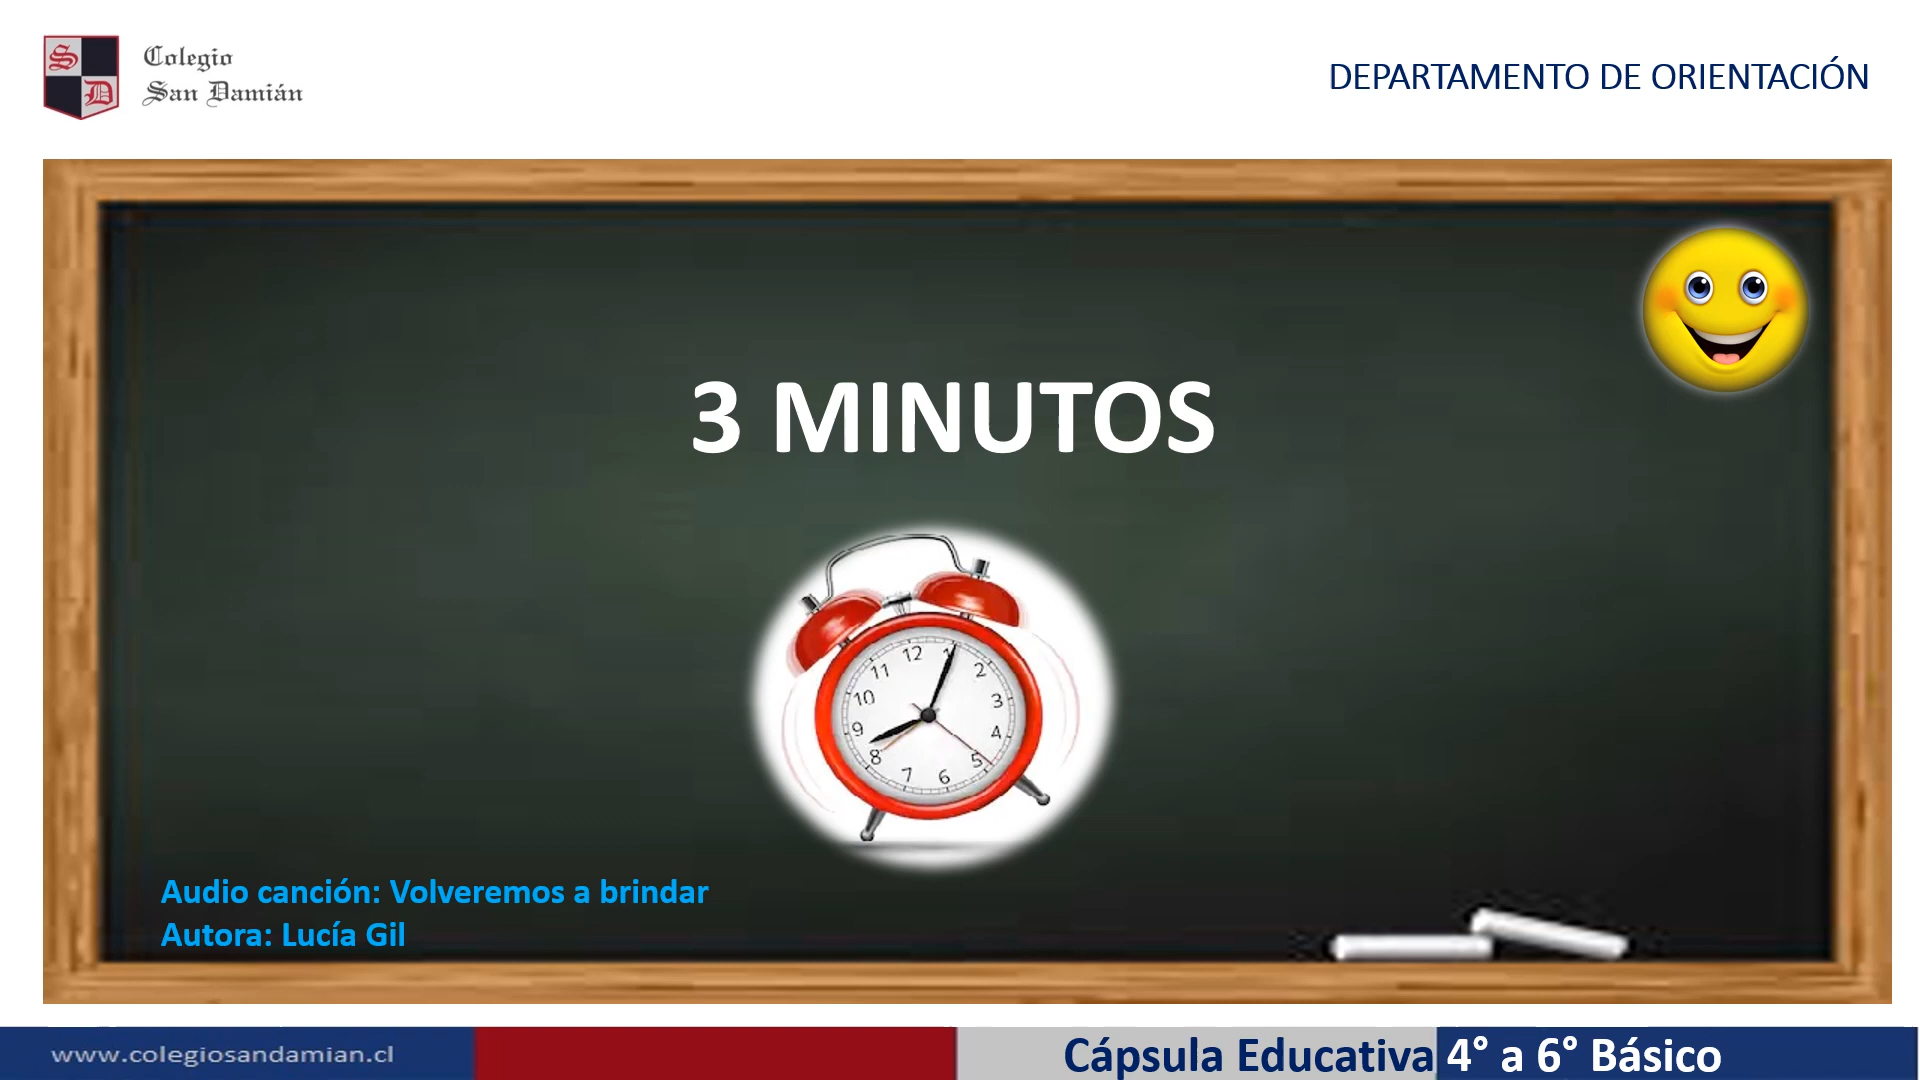 Colegio
San Damián
DEPARTAMENTO DE ORIENTACIÓN
3 MINUTOS
12
1
2
3
4
5
6
7
8
9
10
11
Audio canción: Volveremos a brindar
Autora: Lucía Gil
www.colegiosandamian.cl
Cápsula Educativa 4° a 6° Básico